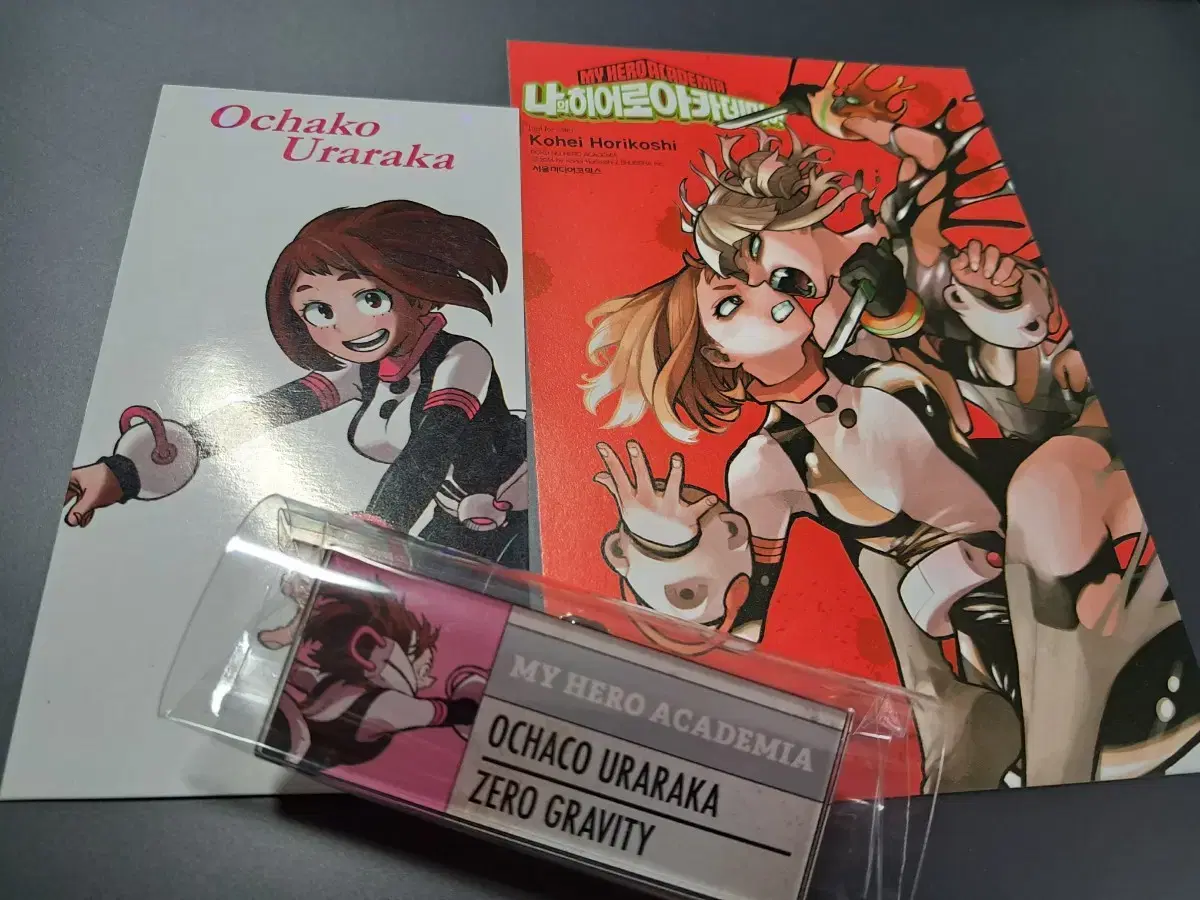 Ochako
Uraraka
MY HERO ACADEMIA
나의히어로아카데미아
Kohei Horikoshi
서울미디어코믹스
MY HERO ACADEMIA
OCHACO URARAKA
ZERO GRAVITY